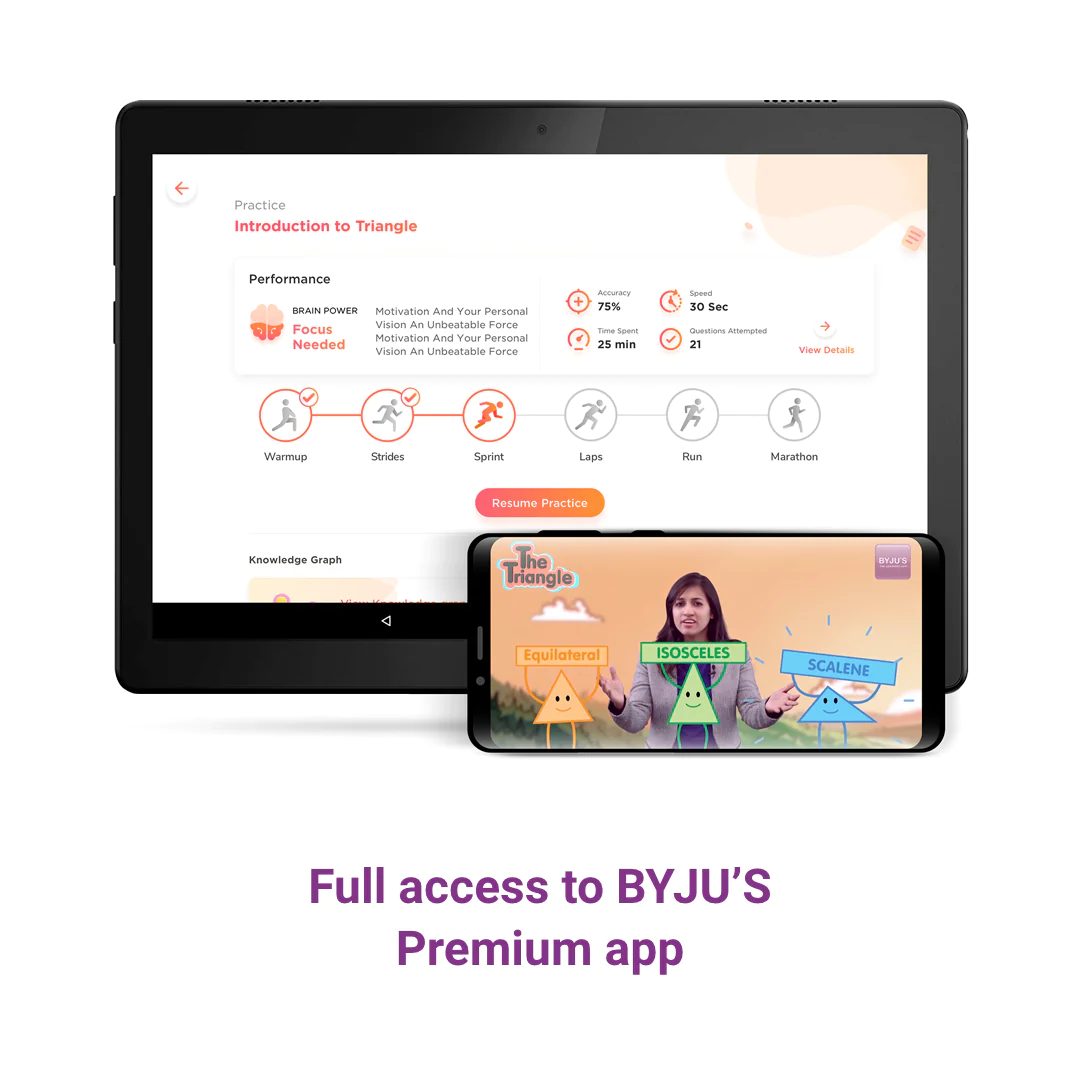 Practice
Introduction to Triangle
Performance
BRAIN POWER
Focus
Needed
Motivation And Your Personal
Vision An Unbeatable Force
Motivation And Your Personal
Vision An Unbeatable Force
Accuracy
75%
Speed
30 Sec
Time Spent
25 min
Questions Attempted
21
View Details
Warmup
Strides
Sprint
Laps
Run
Marathon
Resume Practice
Knowledge Graph
The
Triangle
BYJU'S
Equilateral
ISOSCELES
SCALENE
Full access to BYJU’S
Premium app